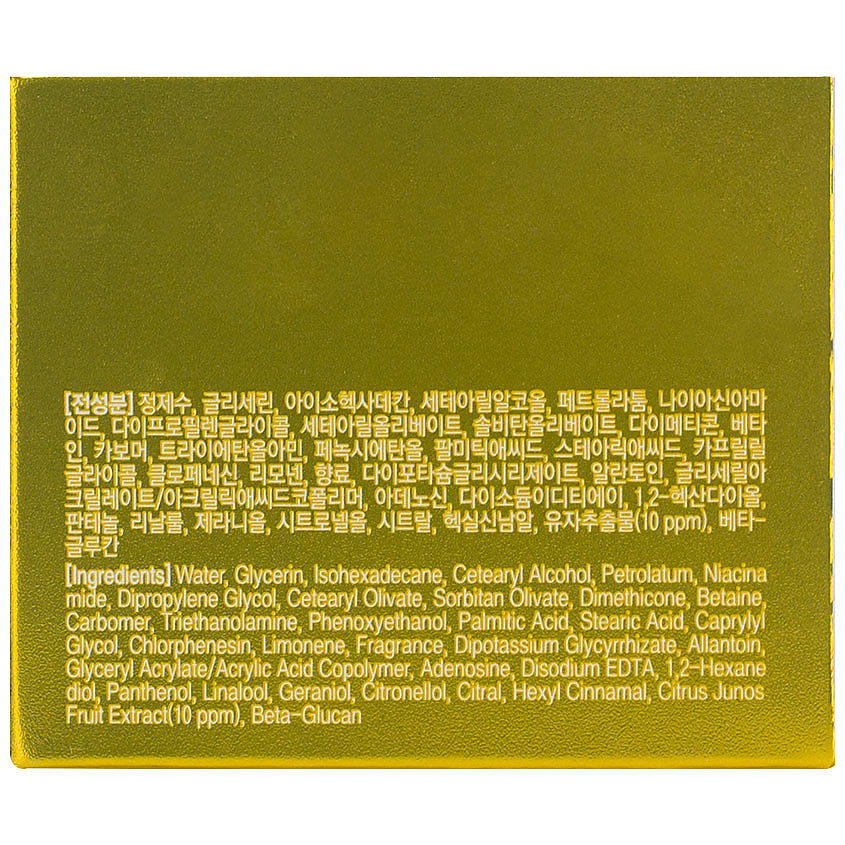 [전성분] 정제수, 글리세린, 아이소헥사데칸, 세테아릴알코올, 페트롤라툼, 나이아신아마
이드, 다이프로필렌글라이콜, 세테아릴올리베이트, 솔비탄올리베이트, 다이메티콘, 베타
인, 카보머, 트라이에탄올아민, 페녹시에탄올, 팔미틱애씨드, 스테아릭애씨드, 카프릴릴
글라이콜, 클로페네신, 리모넨, 향료, 다이포타슘글리시리제이트, 알란토인, 글리세릴아
크릴레이트/아크릴릭애씨드코폴리머, 아데노신, 다이소듐이디티에이, 1,2-헥산다이올,
판테놀, 리날룰, 제라니올, 시트로넬올, 시트랄, 헥실신남알, 유자추출물(10 ppm), 베타-
글루칸
[Ingredients] Water, Glycerin, Isohexadecane, Cetearyl Alcohol, Petrolatum, Niacina
mide, Dipropylene Glycol, Cetearyl Olivate, Sorbitan Olivate, Dimethicone, Betaine,
Carbomer, Triethanolamine, Phenoxyethanol, Palmitic Acid, Stearic Acid, Caprylyl
Glycol, Chlorphenesin, Limonene, Fragrance, Dipotassium Glycyrrhizate, Allantoin,
Glyceryl Acrylate/Acrylic Acid Copolymer, Adenosine, Disodium EDTA, 1,2-Hexane
diol, Panthenol, Linalool, Geraniol, Citronellol, Citral, Hexyl Cinnamal, Citrus Junos
Fruit Extract(10 ppm), Beta-Glucan